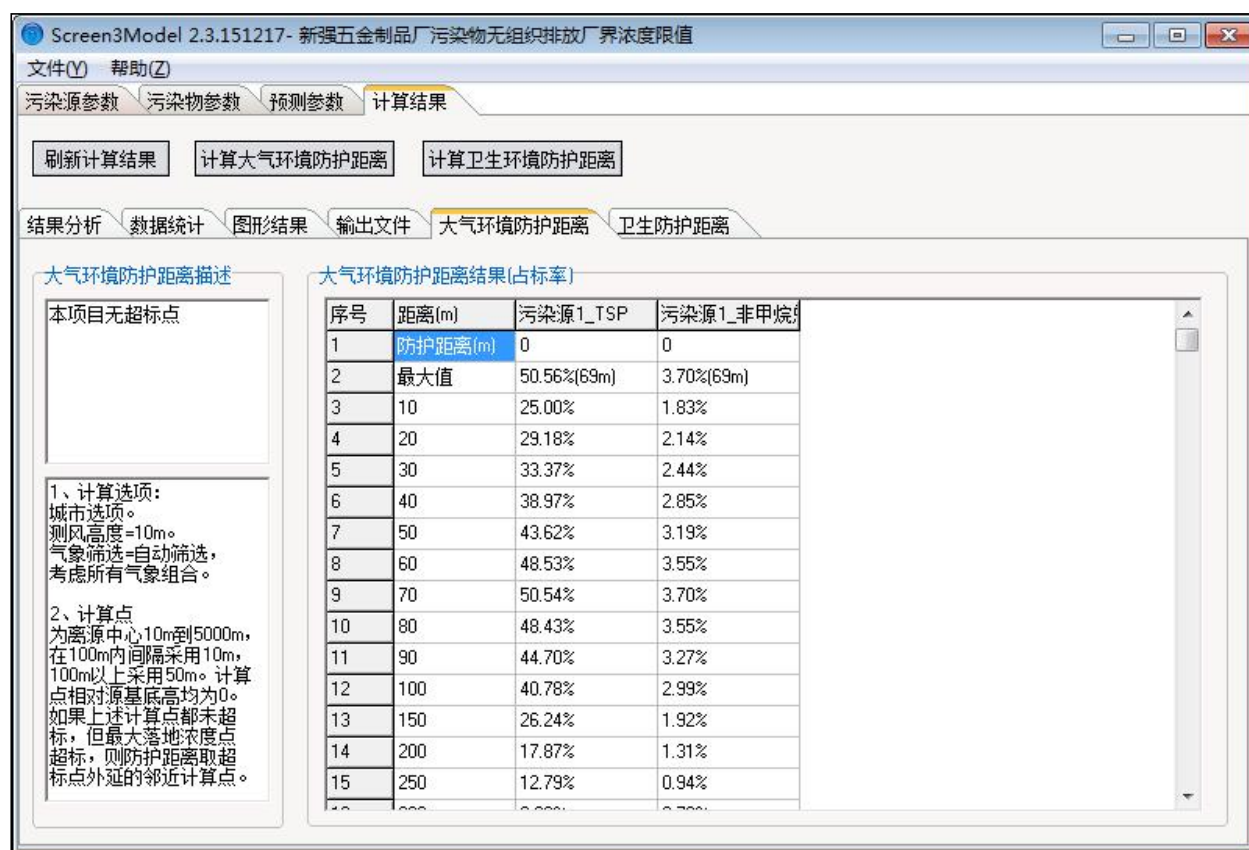 Screen3Model 2.3.151217- 新强五金制品厂污染物无组织排放厂界浓度限值
文件(Y) 帮助(Z)
污染源参数 污染物参数 预测参数 计算结果
刷新计算结果 计算大气环境防护距离 计算卫生环境防护距离
结果分析 数据统计 图形结果 输出文件 大气环境防护距离 卫生防护距离
大气环境防护距离描述
本项目无超标点
1、计算选项:
城市选项。
测风高度=10m。
气象筛选=自动筛选,
考虑所有气象组合。
2、计算点
为离源中心10m到5000m,
在100m内间隔采用10m,
100m以上采用50m。计算
点相对源基底高均为0。
如果上述计算点都未超
标,但最大落地浓度点
超标,则防护距离取超
标点外延的邻近计算点。
大气环境防护距离结果(占标率)
序号 距离(m) 污染源1_TSP 污染源1_非甲烷
1 防护距离(m) 0 0
2 最大值 50.56%(69m) 3.70%(69m)
3 10 25.00% 1.83%
4 20 29.18% 2.14%
5 30 33.37% 2.44%
6 40 38.97% 2.85%
7 50 43.62% 3.19%
8 60 48.53% 3.55%
9 70 50.54% 3.70%
10 80 48.43% 3.55%
11 90 44.70% 3.27%
12 100 40.78% 2.99%
13 150 26.24% 1.92%
14 200 17.87% 1.31%
15 250 12.79% 0.94%